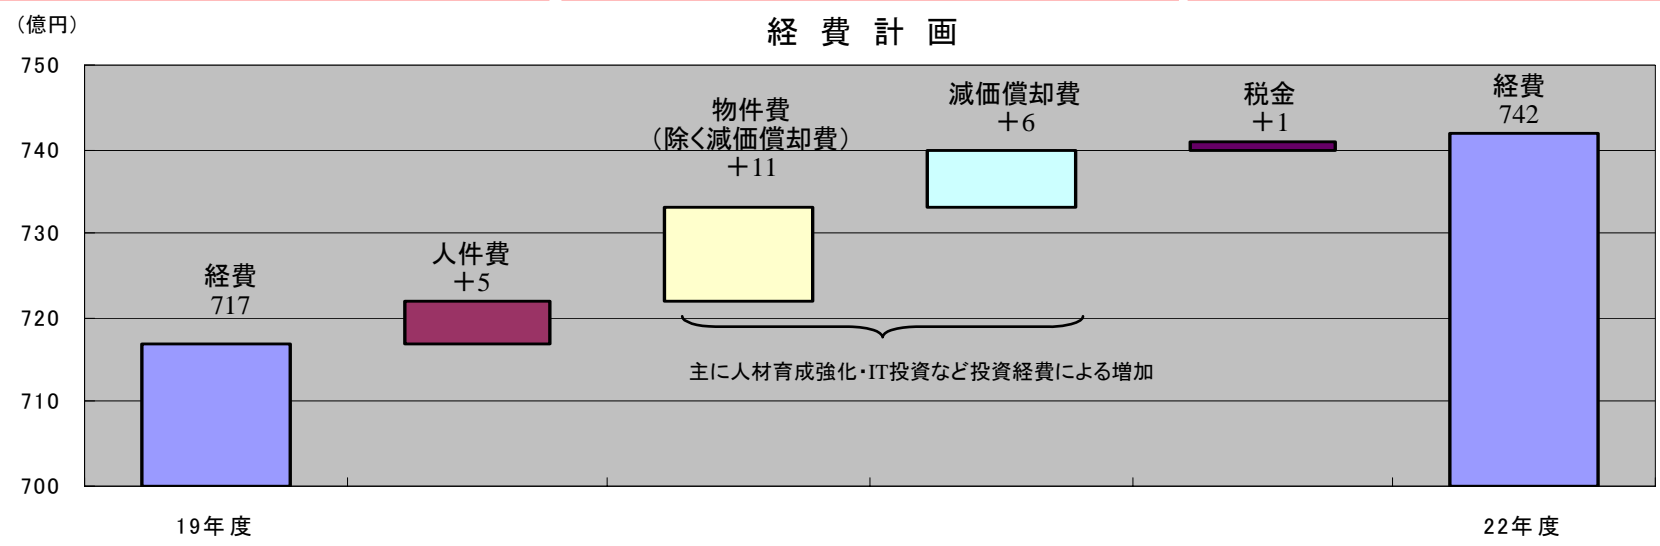 (億円)
経費計画
750
740
730
720
710
700
経費
717
人件費
＋5
物件費
（除く減価償却費）
＋11
減価償却費
＋6
税金
＋1
経費
742
主に人材育成強化・IT投資など投資経費による増加
19年度
22年度